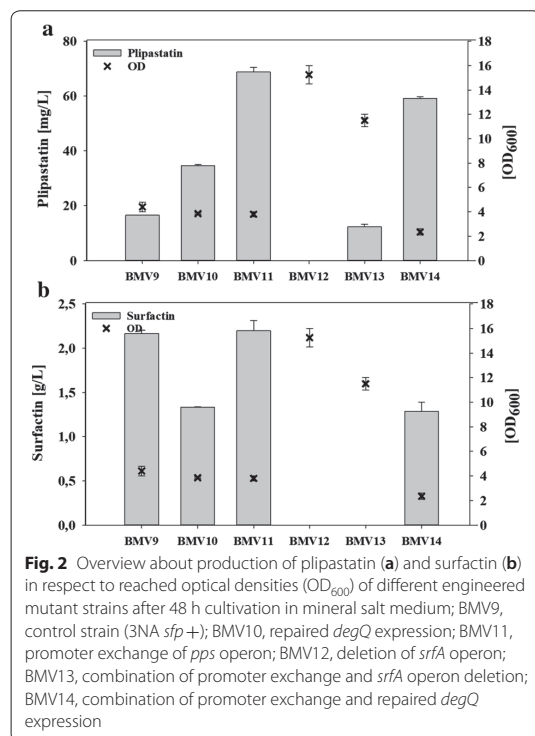 a
Plipastatin
OD
80
60
40
20
0
Plipastatin [mg/L]
18
16
14
12
10
8
6
4
2
0
[OD600]
BMV9 BMV10 BMV11 BMV12 BMV13 BMV14
b
Surfactin
OD
2,5
2,0
1,5
1,0
0,5
0,0
Surfactin [g/L]
18
16
14
12
10
8
6
4
2
0
[OD600]
BMV9 BMV10 BMV11 BMV12 BMV13 BMV14
Fig. 2 Overview about production of plipastatin (a) and surfactin (b)
in respect to reached optical densities (OD600) of different engineered
mutant strains after 48 h cultivation in mineral salt medium; BMV9,
control strain (3NA sfp +); BMV10, repaired degQ expression; BMV11,
promoter exchange of pps operon; BMV12, deletion of srfA operon;
BMV13, combination of promoter exchange and srfA operon deletion;
BMV14, combination of promoter exchange and repaired degQ
expression